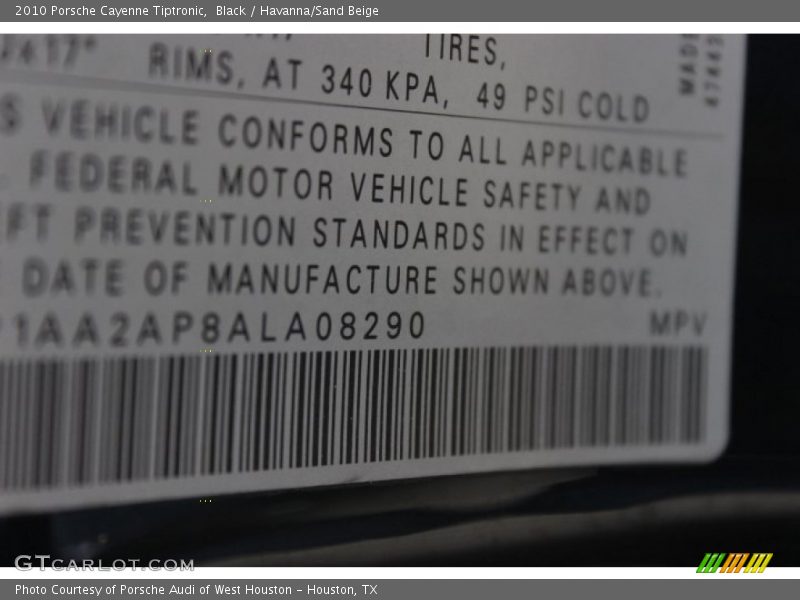 2010 Porsche Cayenne Tiptronic, Black / Havanna/Sand Beige
TIRES,
RIMS, AT 340 KPA, 49 PSI COLD
MADE
VEHICLE CONFORMS TO ALL APPLICABLE
FEDERAL MOTOR VEHICLE SAFETY AND
PREVENTION STANDARDS IN EFFECT ON
DATE OF MANUFACTURE SHOWN ABOVE.
1AA2AP8ALA08290
MPV
GTCARLOT.COM
Photo Courtesy of Porsche Audi of West Houston - Houston, TX